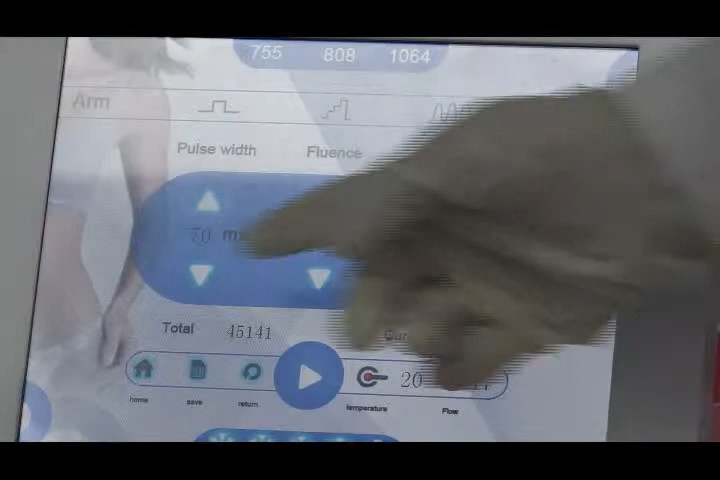 755 808 1064
Arm
Pulse width Fluence
70
Total 45141
20
home save return temperature Flow